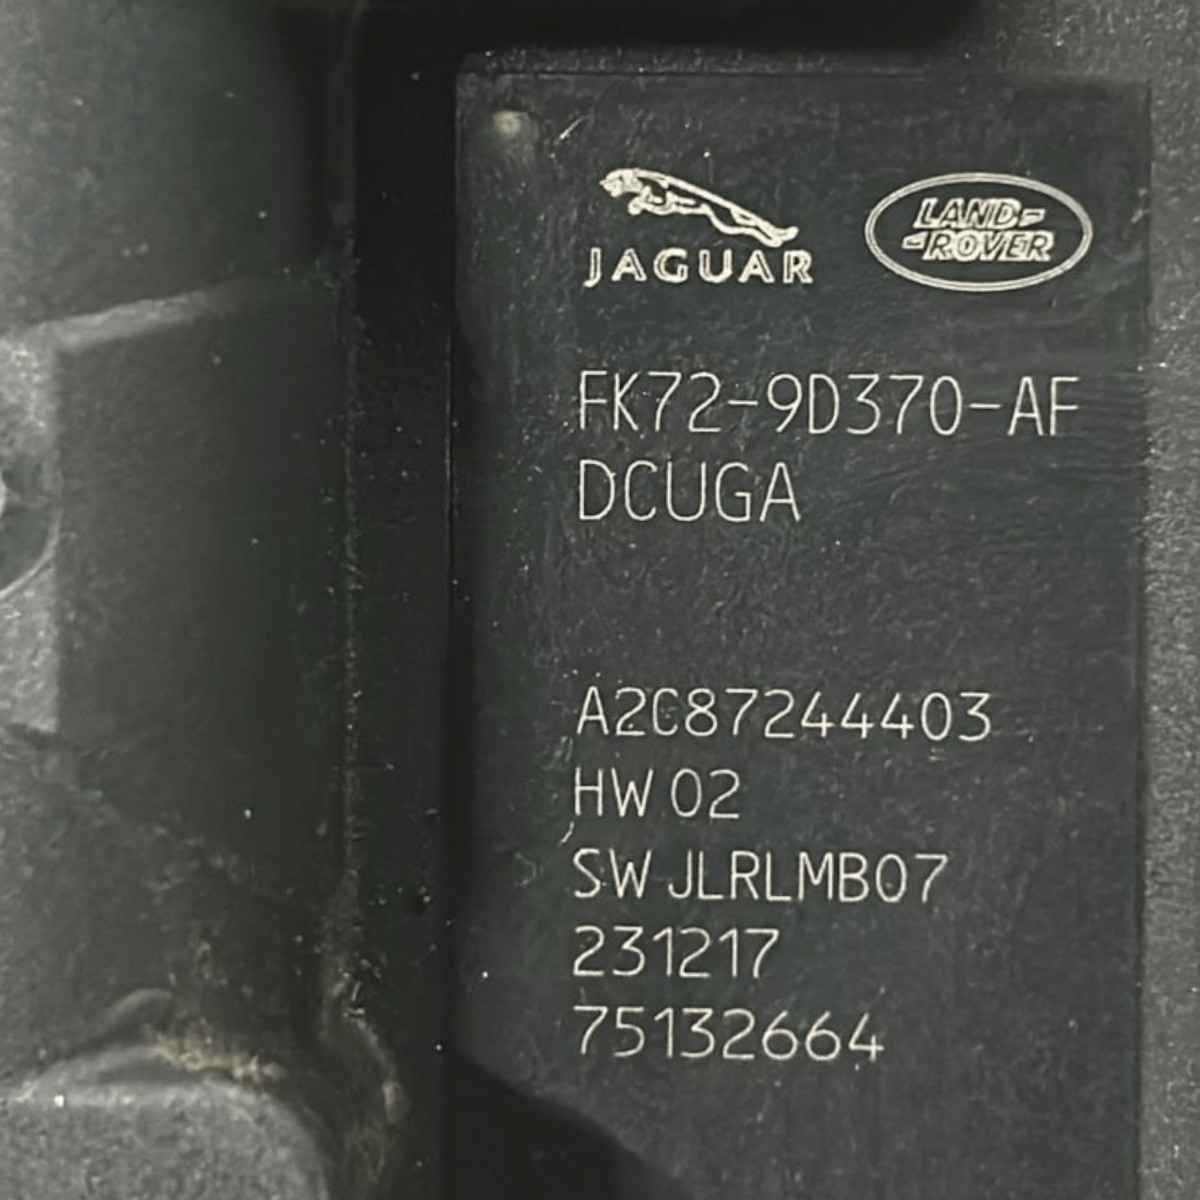 JAGUAR
LAND-
-ROVER
FK72-9D370-AF
DCUGA
A2C87244403
HW 02
SW JLRLMB07
231217
75132664